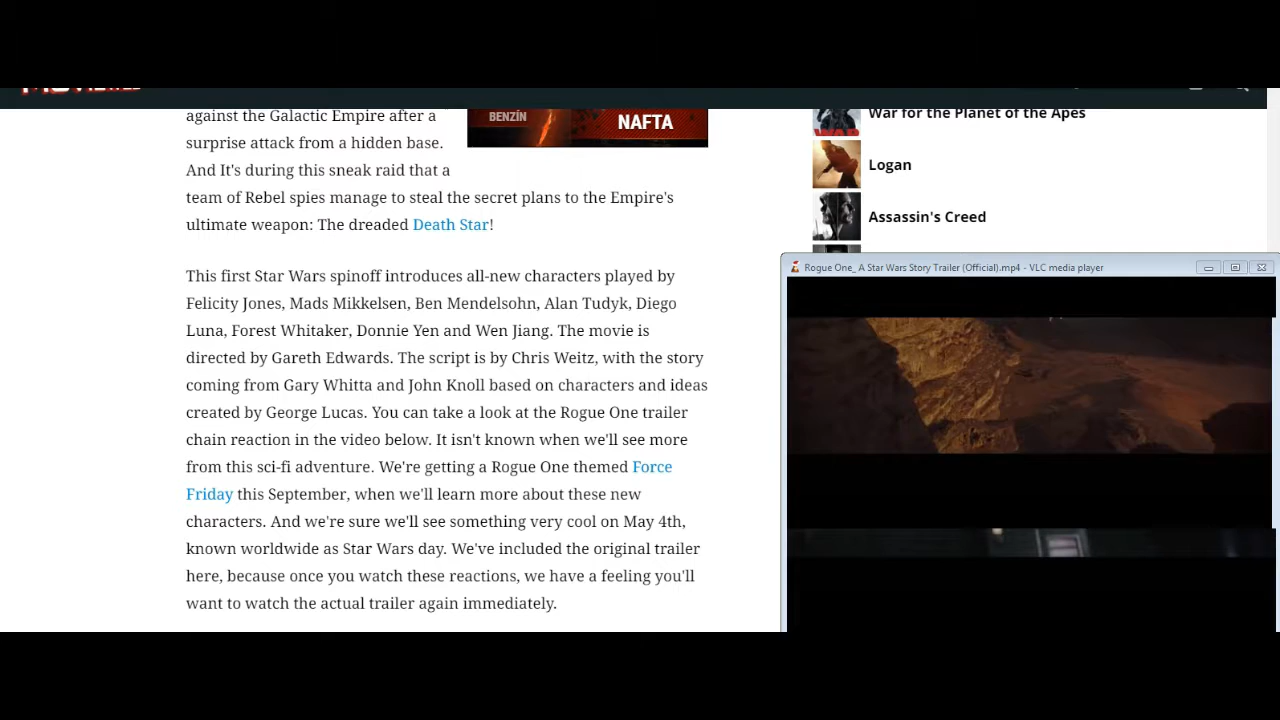 against the Galactic Empire after a
surprise attack from a hidden base.
And It's during this sneak raid that a
team of Rebel spies manage to steal the secret plans to the Empire's
ultimate weapon: The dreaded Death Star!
BENZÍN
NAFTA
This first Star Wars spinoff introduces all-new characters played by
Felicity Jones, Mads Mikkelsen, Ben Mendelsohn, Alan Tudyk, Diego
Luna, Forest Whitaker, Donnie Yen and Wen Jiang. The movie is
directed by Gareth Edwards. The script is by Chris Weitz, with the story
coming from Gary Whitta and John Knoll based on characters and ideas
created by George Lucas. You can take a look at the Rogue One trailer
chain reaction in the video below. It isn't known when we'll see more
from this sci-fi adventure. We're getting a Rogue One themed Force
Friday this September, when we'll learn more about these new
characters. And we're sure we'll see something very cool on May 4th,
known worldwide as Star Wars day. We've included the original trailer
here, because once you watch these reactions, we have a feeling you'll
want to watch the actual trailer again immediately.
War for the Planet of the Apes
WAR
Logan
Assassin's Creed
Rogue One_ A Star Wars Story Trailer (Official).mp4 - VLC media player